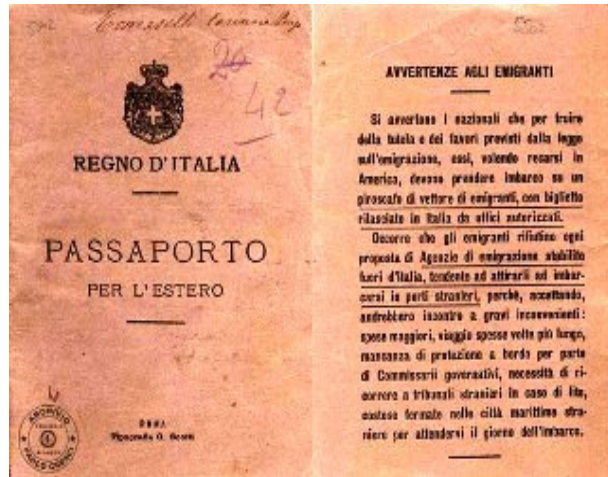 20
42
REGNO D'ITALIA
PASSAPORTO
PER L'ESTERO
Tipografia G.
ARCHIVIO
AVVERTENZE AGLI EMIGRANTI
Si avvertono i nazionali che per fruire
della tutela e dei favori previsti dalla legge
sull'emigrazione, essi, volendo recarsi in
America, devono prendere imbarco su un
piroscafo di vettore di emigranti, con biglietto
rilasciato in Italia da uffici autorizzati.
Occorre che gli emigranti rifiutino ogni
proposta di Agenzie di emigrazione stabilite
fuori d'Italia, tendente ad attirarli ad imbar-
carsi in porti stranieri, perchè, accettando,
andrebbero incontro a gravi inconvenienti:
spese maggiori, viaggio spesse volte più lungo,
mancanza di protezione a bordo per parte
di Commissarii governativi, necessità di ri-
correre a tribunali stranieri in caso di lite,
costose fermate nelle città marittime stra-
niere per attendervi il giorno dell'imbarco.